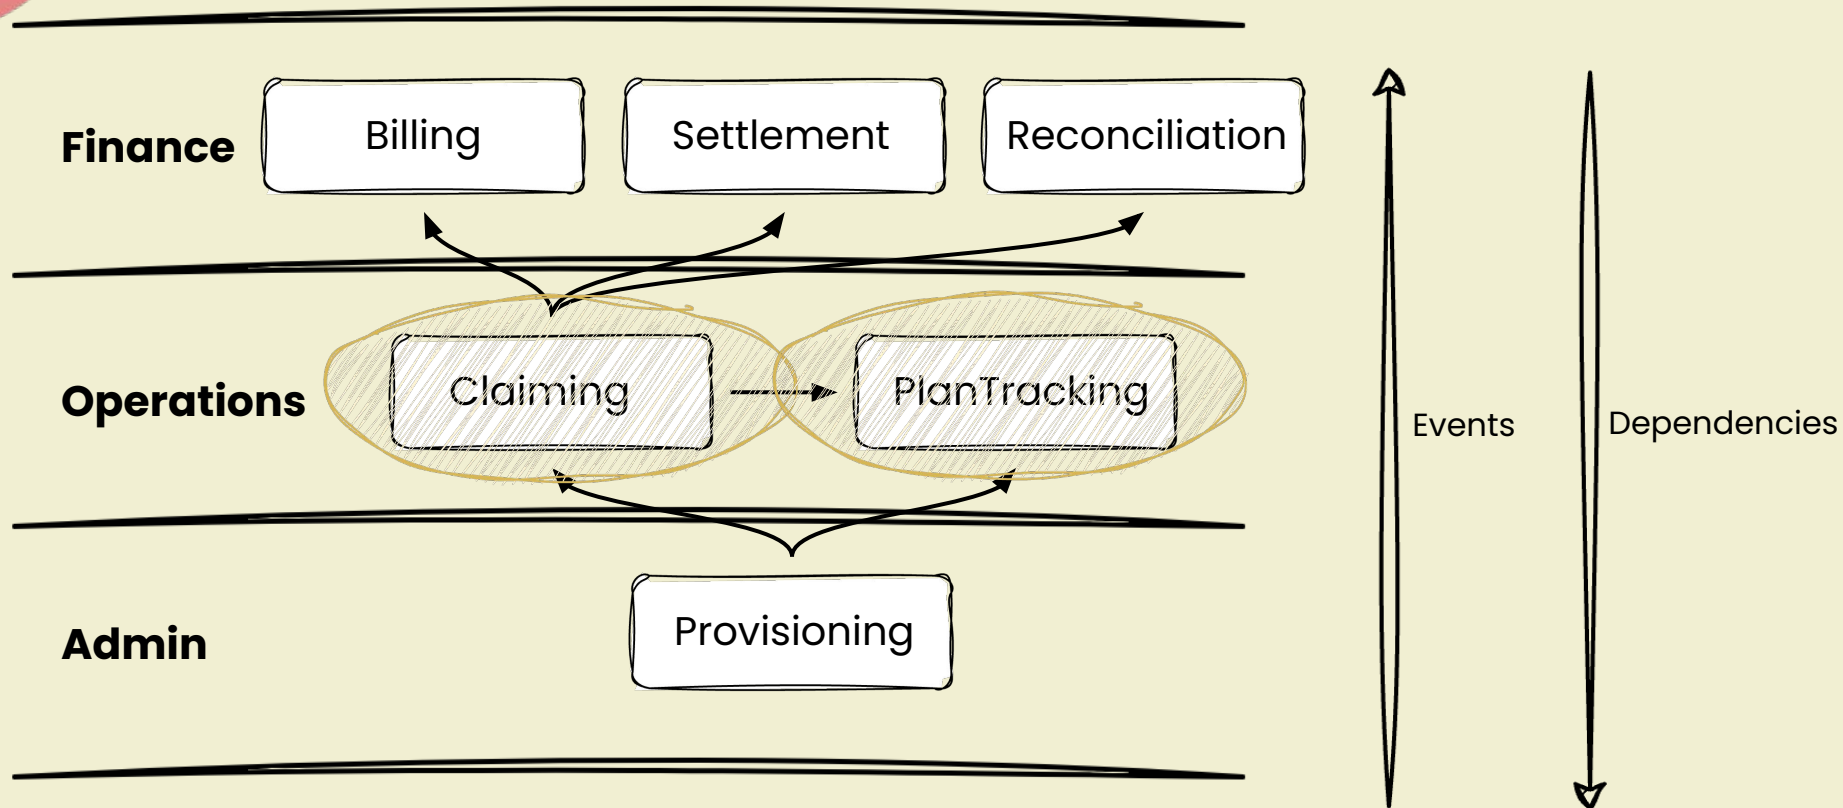 Finance
Billing
Settlement
Reconciliation
Operations
Claiming
PlanTracking
Events
Dependencies
Admin
Provisioning